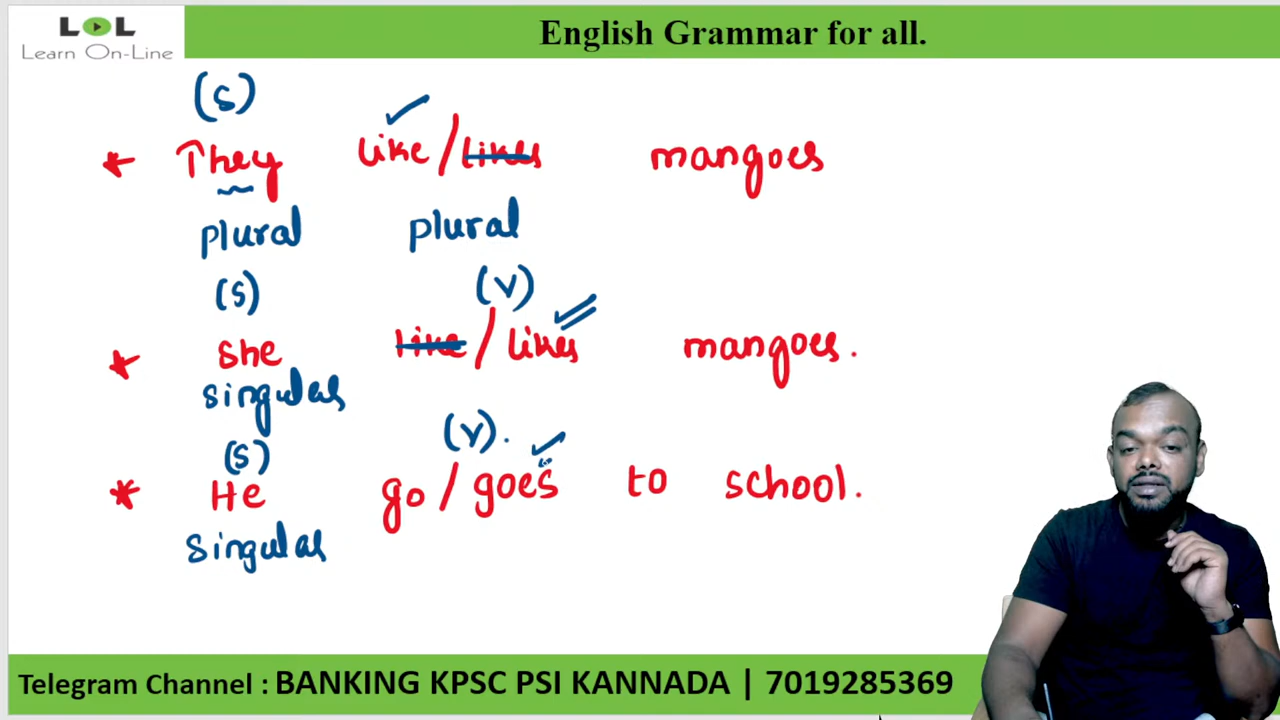 LOL
Learn On-Line
English Grammar for all.
(S)
They like / likes mangoes
plural plural
(S) (V)
She like / likes mangoes.
singular
(S) (V).
He go / goes to school.
singular
Telegram Channel : BANKING KPSC PSI KANNADA | 7019285369